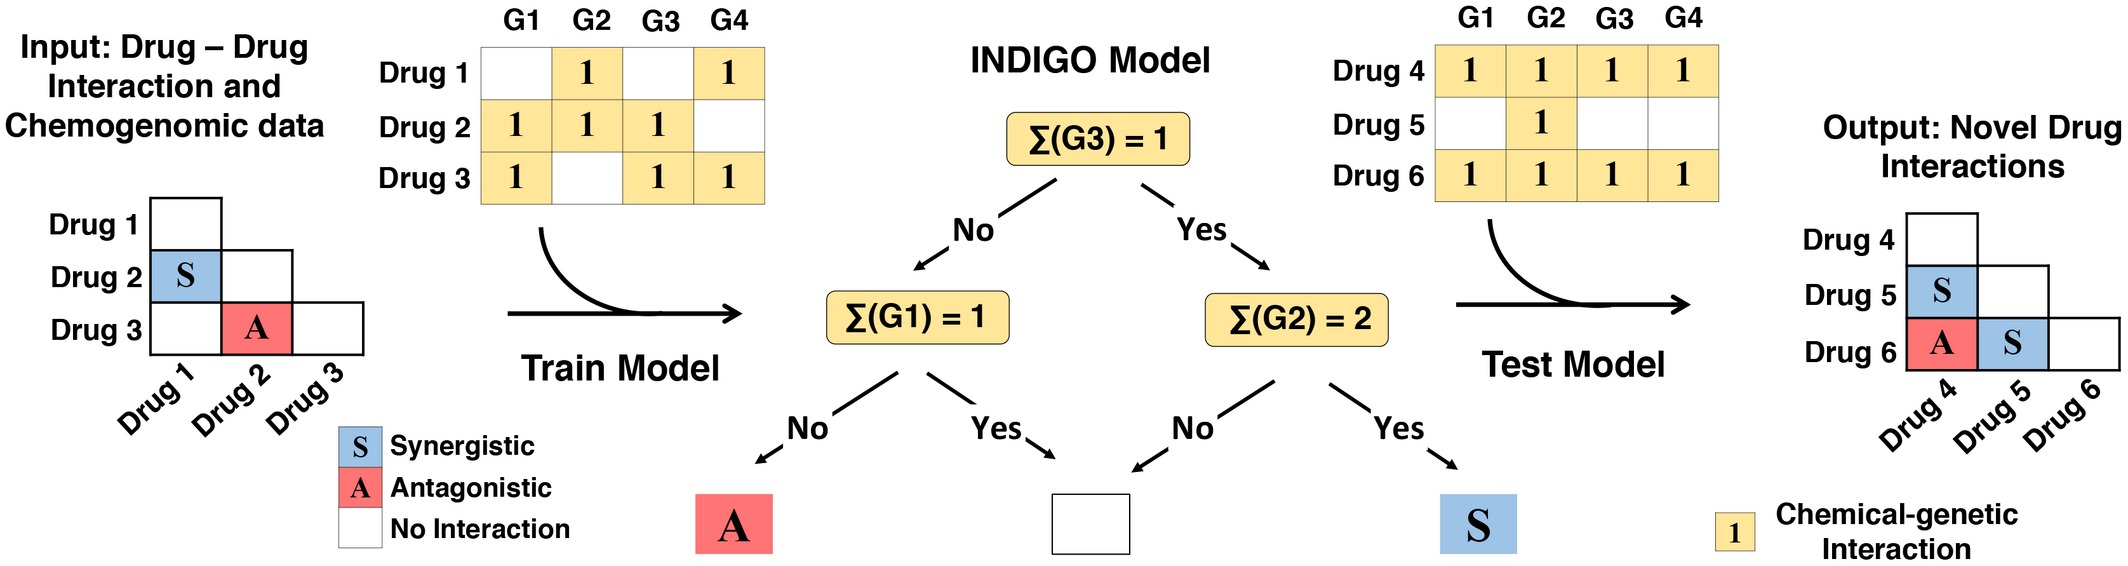 Input: Drug – Drug
Interaction and
Chemogenomic data
Drug 1
Drug 2 S
Drug 3 A
Drug 1 Drug 2 Drug 3
G1 G2 G3 G4
Drug 1 1 1
Drug 2 1 1 1
Drug 3 1 1 1
Train Model
S Synergistic
A Antagonistic
No Interaction
INDIGO Model
∑(G3) = 1
No Yes
∑(G1) = 1 ∑(G2) = 2
No Yes No Yes
A S
G1 G2 G3 G4
Drug 4 1 1 1 1
Drug 5 1
Drug 6 1 1 1 1
Test Model
Output: Novel Drug
Interactions
Drug 4
Drug 5 S
Drug 6 A S
Drug 4 Drug 5 Drug 6
1 Chemical-genetic
Interaction